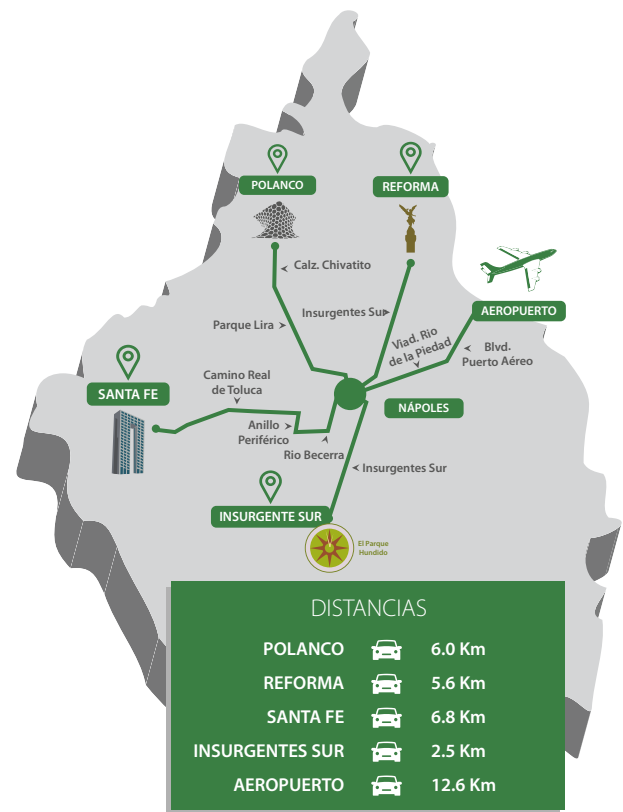 POLANCO
REFORMA
Calz. Chivatito
AEROPUERTO
Insurgentes Sur
Parque Lira
Viad. Rio
de la Piedad
Blvd.
Puerto Aéreo
Camino Real
de Toluca
SANTA FE
NÁPOLES
Anillo
Periférico
Rio Becerra
Insurgentes Sur
INSURGENTE SUR
El Parque
Hundido
DISTANCIAS
POLANCO 6.0 Km
REFORMA 5.6 Km
SANTA FE 6.8 Km
INSURGENTES SUR 2.5 Km
AEROPUERTO 12.6 Km